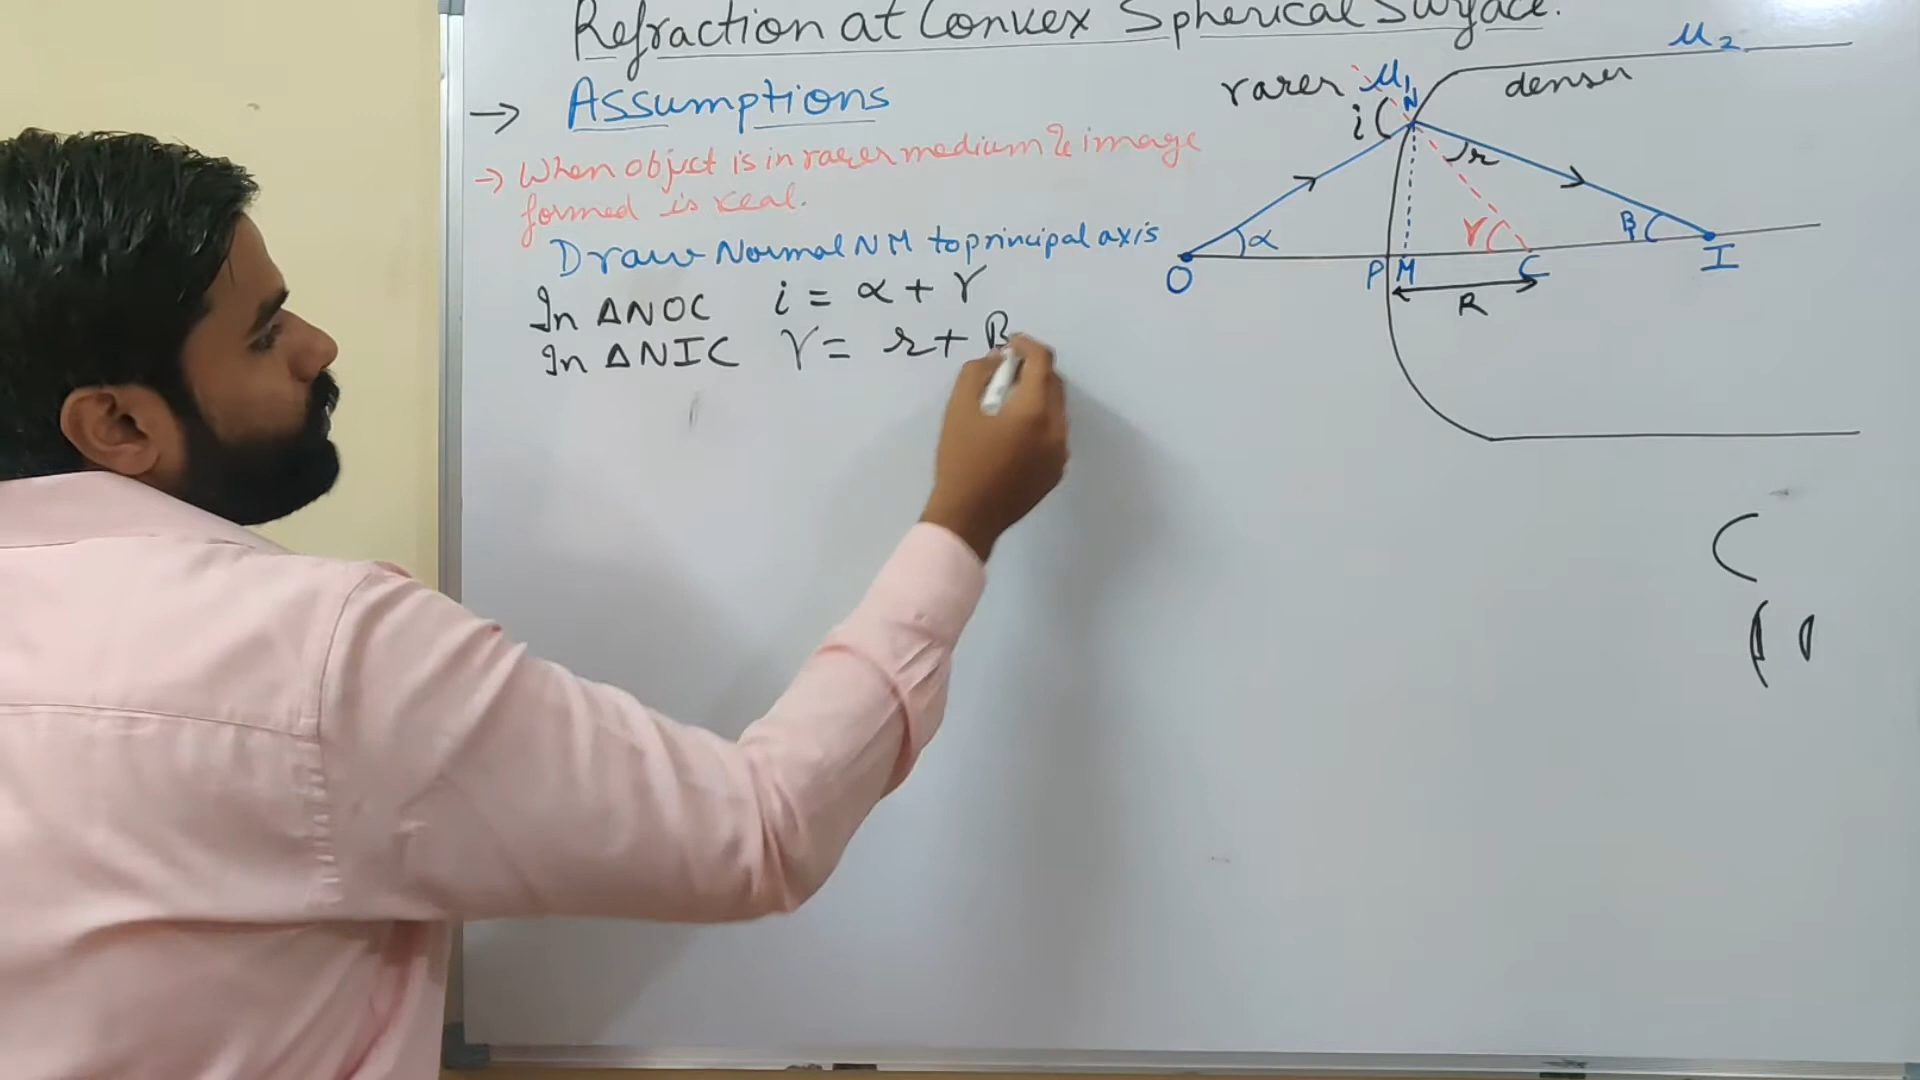 Refraction at Convex Spherical Surface.
→ Assumptions
→ When object is in rarer medium & image
formed is real.
Draw Normal NM to principal axis
In ΔNOC i = α + γ
In ΔNIC γ = r + β
μ2
rarer μ1
denser
N
i
r
α
γ
β
O
P M
C
I
R